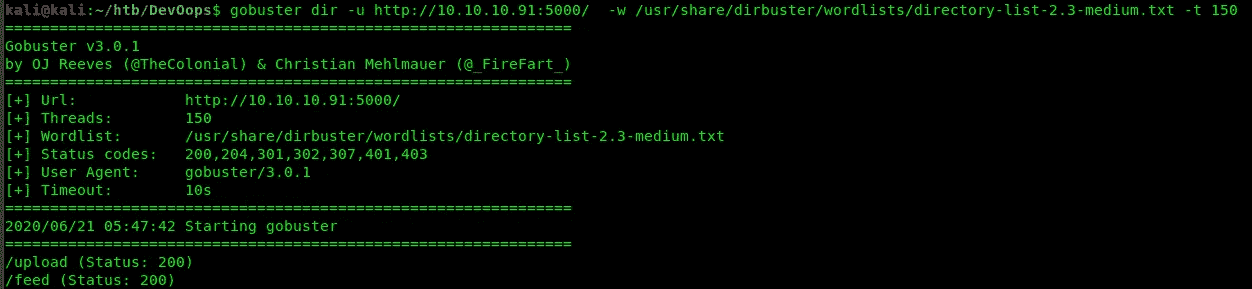 kali@kali:~/htb/DevOops$ gobuster dir -u http://10.10.10.91:5000/  -w /usr/share/dirbuster/wordlists/directory-list-2.3-medium.txt -t 150
===============================================================
Gobuster v3.0.1
by OJ Reeves (@TheColonial) & Christian Mehlmauer (@_FireFart_)
===============================================================
[+] Url:            http://10.10.10.91:5000/
[+] Threads:        150
[+] Wordlist:       /usr/share/dirbuster/wordlists/directory-list-2.3-medium.txt
[+] Status codes:   200,204,301,302,307,401,403
[+] User Agent:     gobuster/3.0.1
[+] Timeout:        10s
===============================================================
2020/06/21 05:47:42 Starting gobuster
===============================================================
/upload (Status: 200)
/feed (Status: 200)